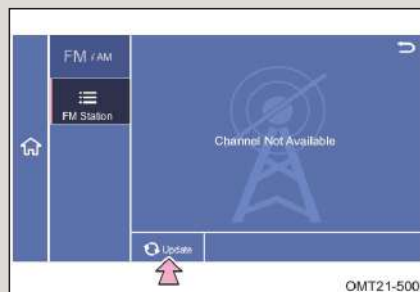 FM / AM
FM Station
Channel Not Available
Update
OMT21-500